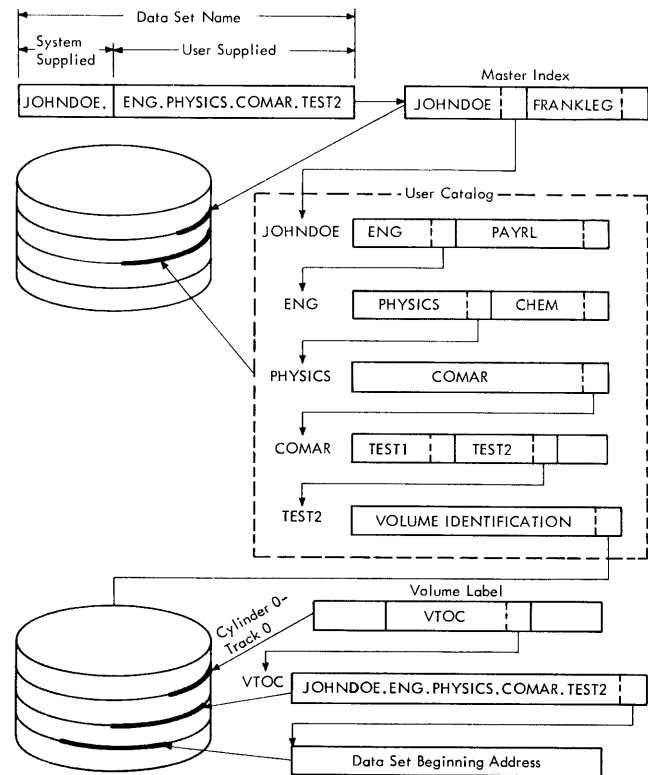 Data Set Name
System
Supplied
User Supplied
JOHNDOE. ENG.PHYSICS.COMAR.TEST2
Master Index
JOHNDOE FRANKLEG
User Catalog
JOHNDOE ENG PAYRL
ENG PHYSICS CHEM
PHYSICS COMAR
COMAR TEST1 TEST2
TEST2 VOLUME IDENTIFICATION
Volume Label
Cylinder 0-
Track 0
VTOC
VTOC
JOHNDOE.ENG.PHYSICS.COMAR.TEST2
Data Set Beginning Address